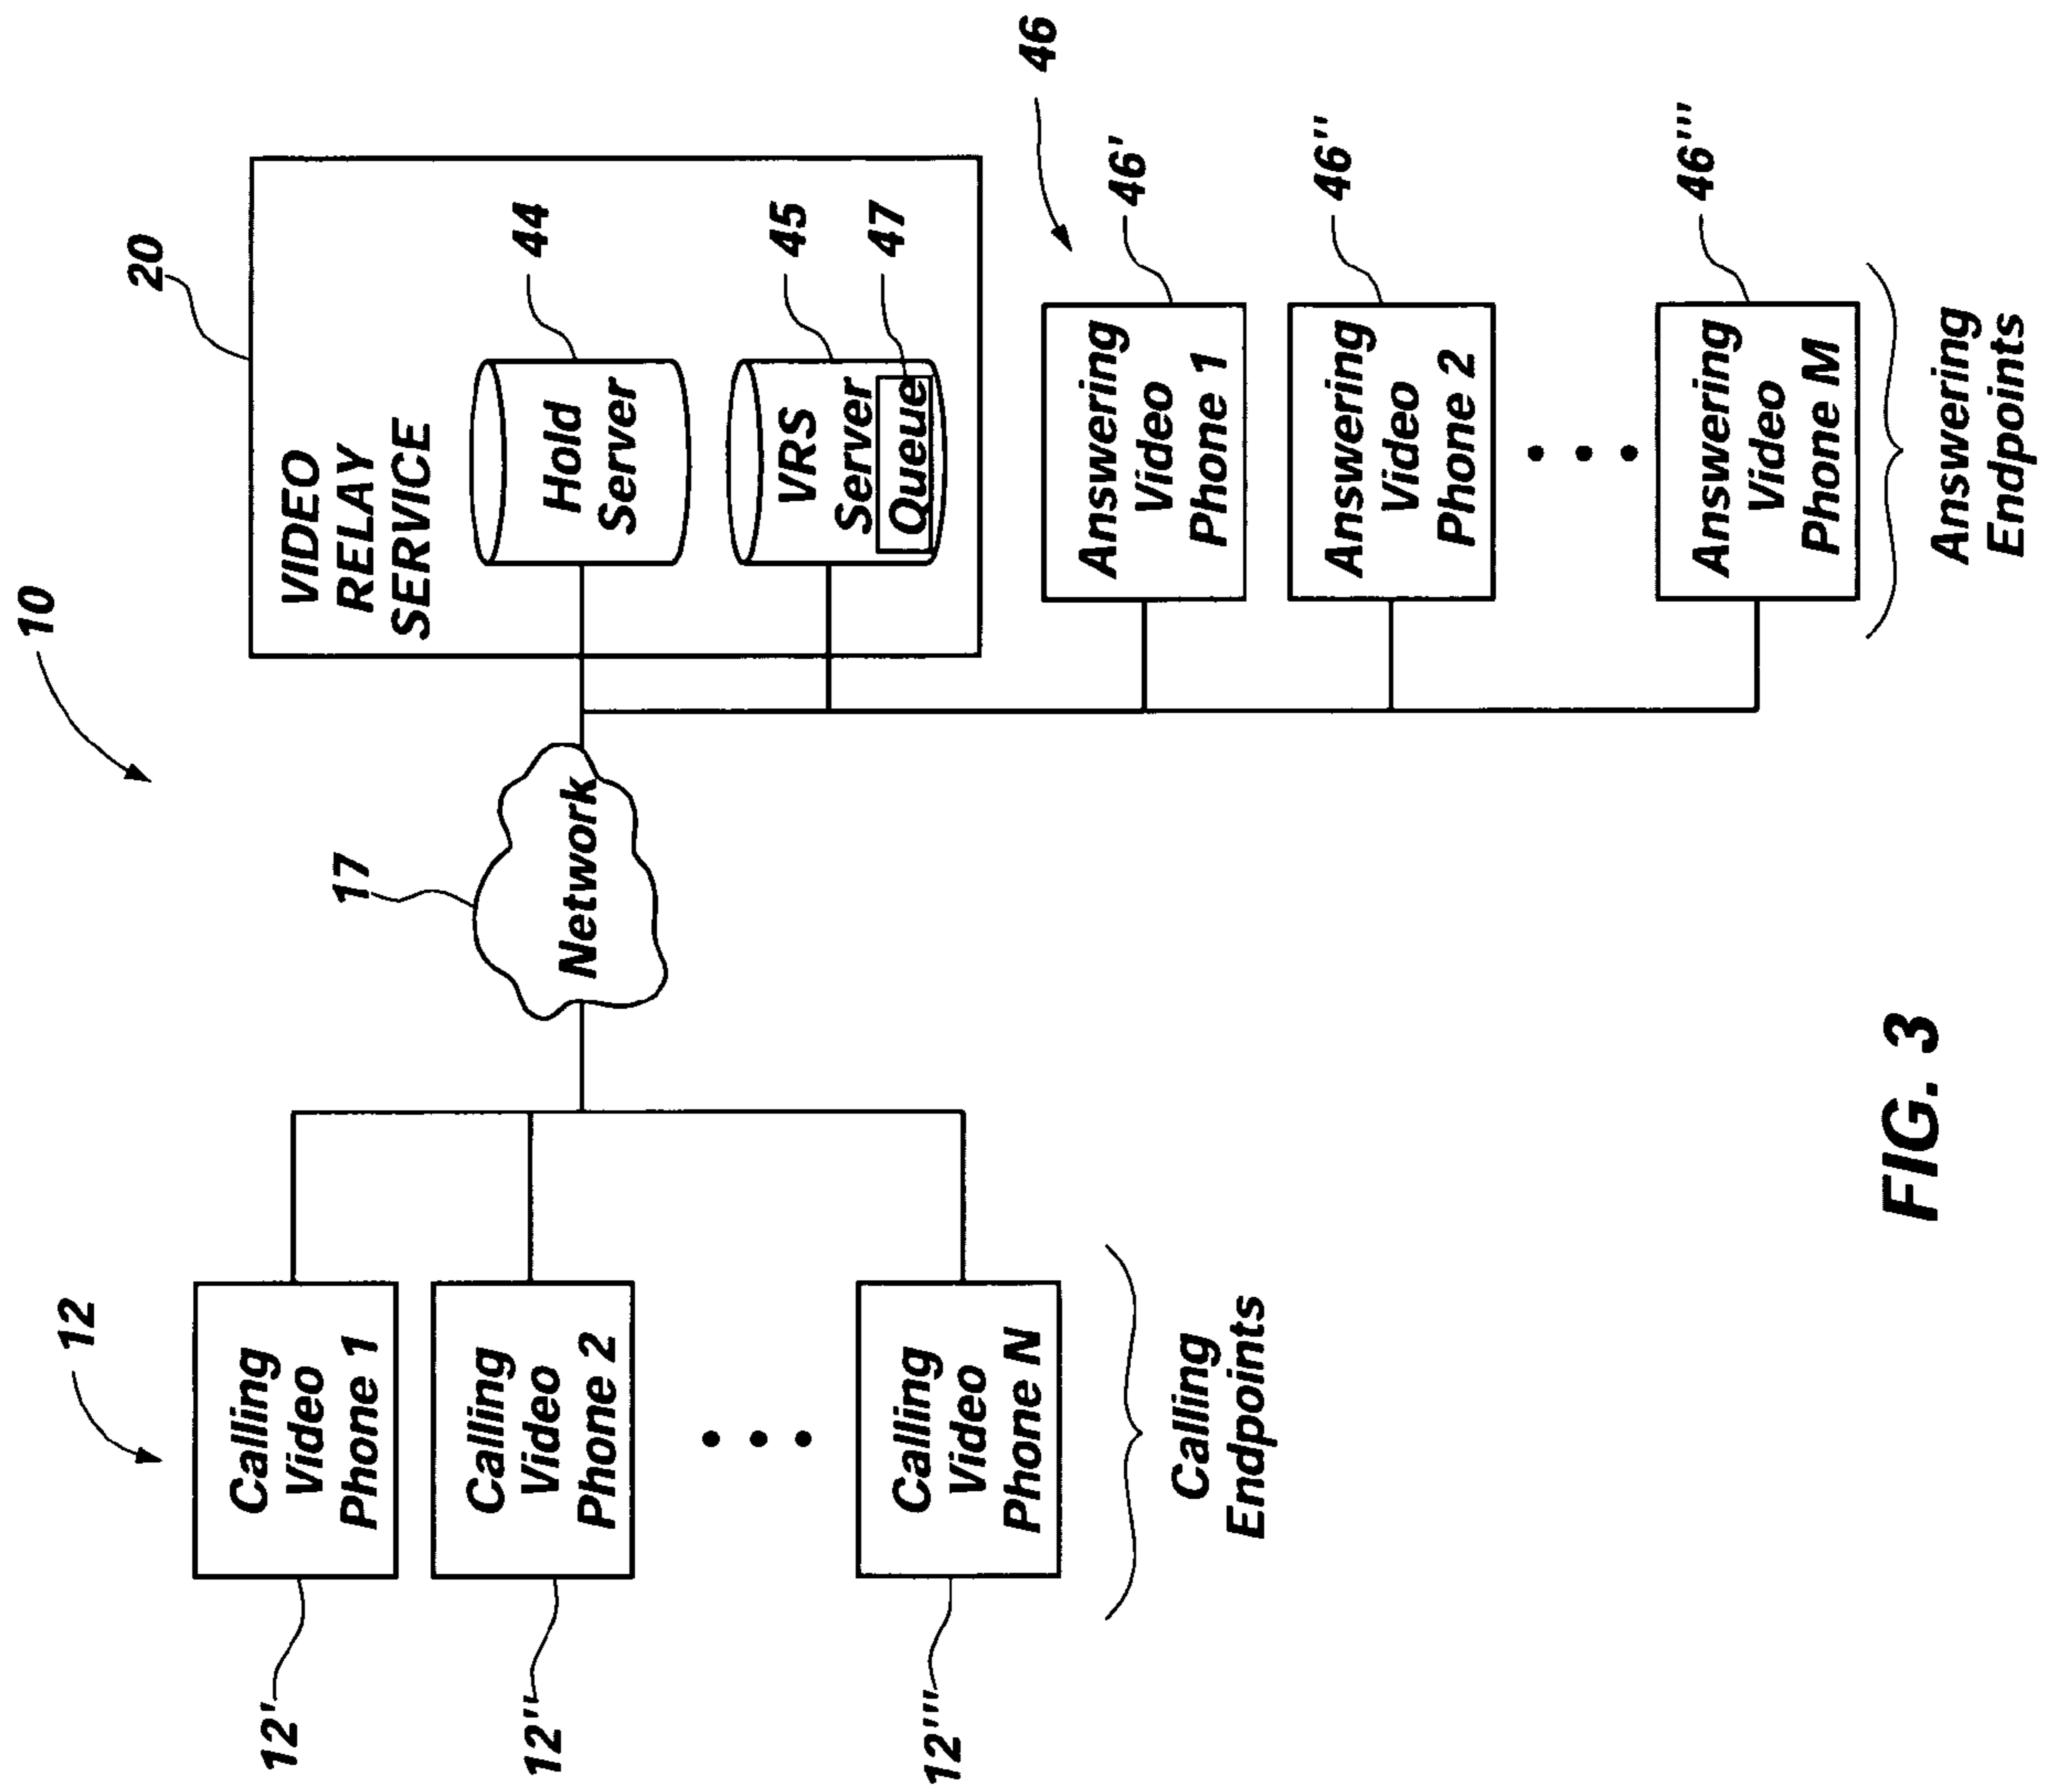 10
12
12'
Calling
Video
Phone 1
12''
Calling
Video
Phone 2
12'''
Calling
Video
Phone N
Calling
Endpoints
17
Network
20
VIDEO
RELAY
SERVICE
Hold
Server
44
VRS
Server
45
Queue
47
46
Answering
Video
Phone 1
46'
Answering
Video
Phone 2
46''
Answering
Video
Phone M
46'''
Answering
Endpoints
FIG. 3